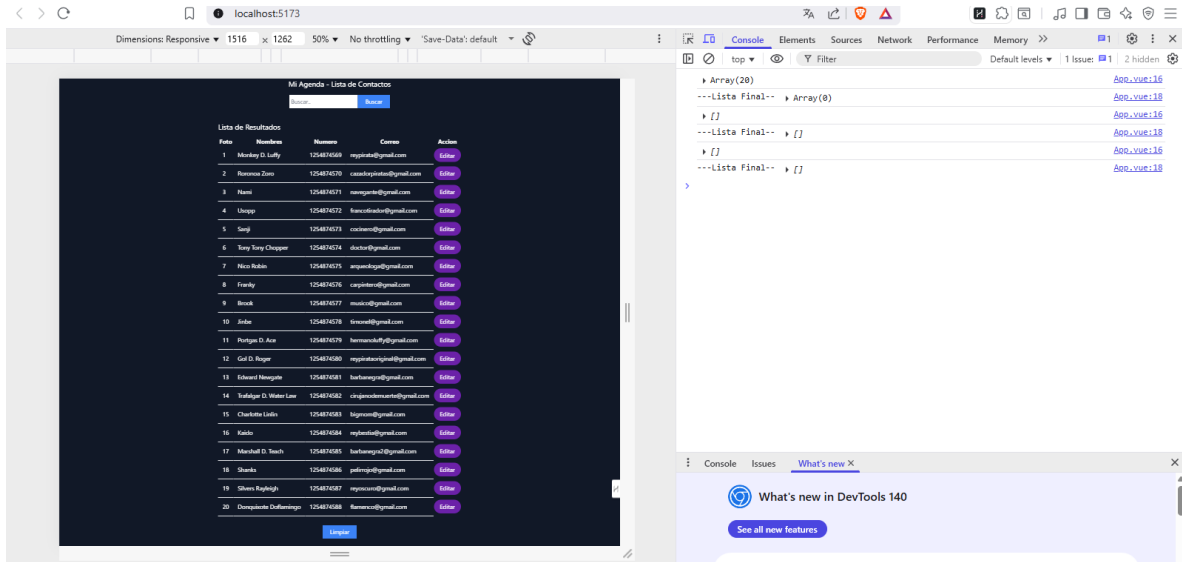 localhost:5173
Dimensions: Responsive ▼ 1516 x 1262 50% ▼ No throttling ▼ 'Save-Data': default ▼
Mi Agenda - Lista de Contactos
Buscar.. Buscar
Lista de Resultados
Foto Nombres Numero Correo Accion
1 Monkey D. Luffy 1254874569 reypirata@gmail.com Editar
2 Roronoa Zoro 1254874570 cazadorpiratas@gmail.com Editar
3 Nami 1254874571 navegante@gmail.com Editar
4 Usopp 1254874572 francotirador@gmail.com Editar
5 Sanji 1254874573 cocinero@gmail.com Editar
6 Tony Tony Chopper 1254874574 doctor@gmail.com Editar
7 Nico Robin 1254874575 arqueologa@gmail.com Editar
8 Franky 1254874576 carpintero@gmail.com Editar
9 Brook 1254874577 musico@gmail.com Editar
10 Jinbe 1254874578 timonel@gmail.com Editar
11 Portgas D. Ace 1254874579 hermanoluffy@gmail.com Editar
12 Gol D. Roger 1254874580 reypirataoriginal@gmail.com Editar
13 Edward Newgate 1254874581 barbanegra@gmail.com Editar
14 Trafalgar D. Water Law 1254874582 cirujanodemuerte@gmail.com Editar
15 Charlotte Linlin 1254874583 bigmom@gmail.com Editar
16 Kaido 1254874584 reybestia@gmail.com Editar
17 Marshall D. Teach 1254874585 barbanegra2@gmail.com Editar
18 Shanks 1254874586 pelirrojo@gmail.com Editar
19 Silvers Rayleigh 1254874587 reyoscuro@gmail.com Editar
20 Donquixote Doflamingo 1254874588 flamenco@gmail.com Editar
Limpiar
Console Elements Sources Network Performance Memory 1
top ▼ Filter Default levels ▼ 1 Issue: 1 2 hidden
▸ Array(20) App.vue:16
---Lista Final-- ▸ Array(0) App.vue:18
▸ [] App.vue:16
---Lista Final-- ▸ [] App.vue:18
▸ [] App.vue:16
---Lista Final-- ▸ [] App.vue:18
Console Issues What's new ×
What's new in DevTools 140
See all new features